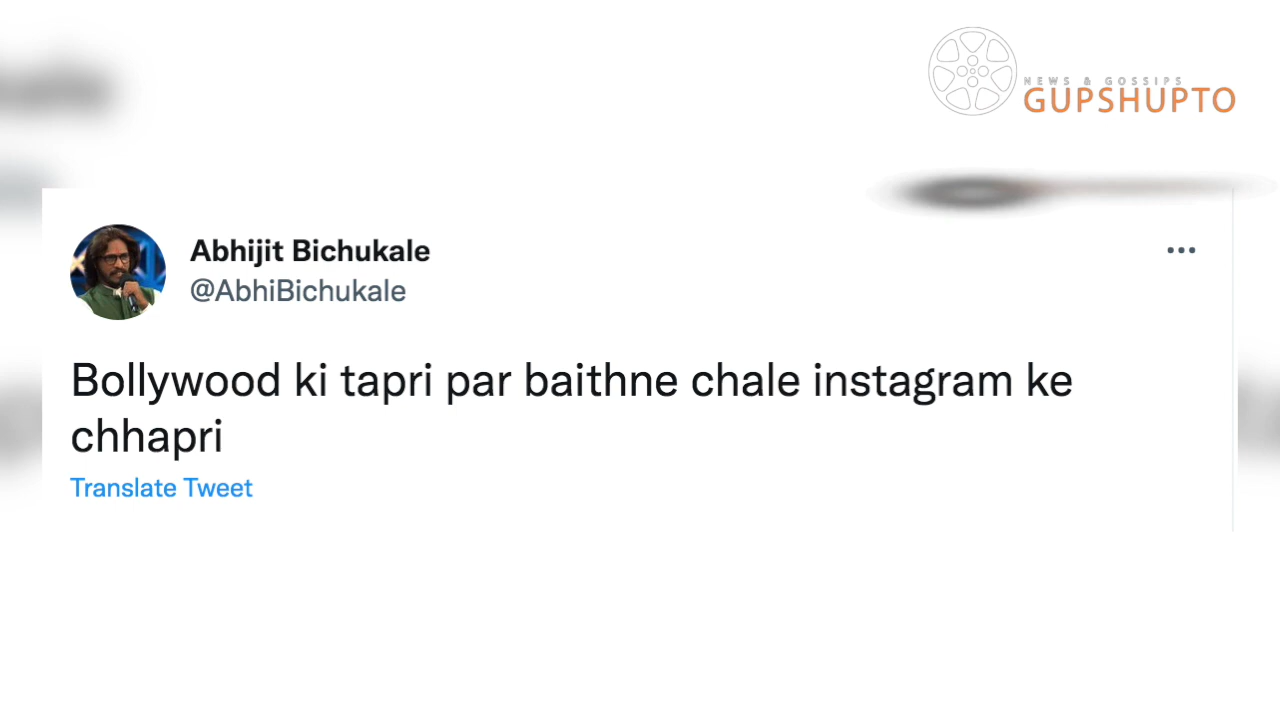 NEWS & GOSSIPS
GUPSHUPTO
Abhijit Bichukale
@AbhiBichukale
Bollywood ki tapri par baithne chale instagram ke
chhapri
Translate Tweet